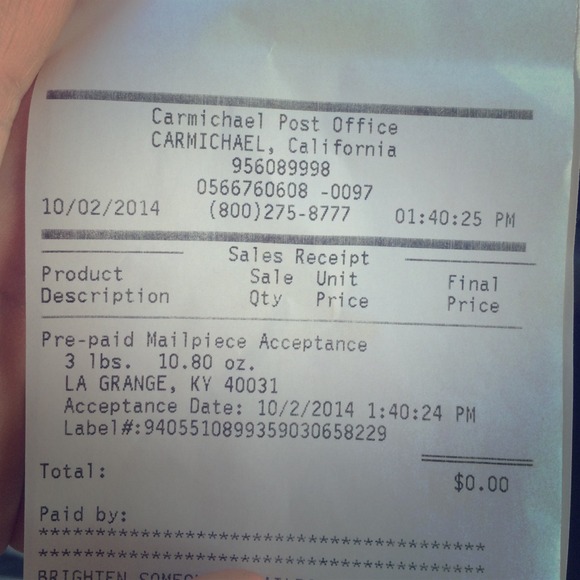 Carmichael Post Office
CARMICHAEL, California
956089998
0566760608 -0097
10/02/2014 (800)275-8777 01:40:25 PM
Sales Receipt
Product Sale Unit Final
Description Qty Price Price
Pre-paid Mailpiece Acceptance
3 lbs. 10.80 oz.
LA GRANGE, KY 40031
Acceptance Date: 10/2/2014 1:40:24 PM
Label#:9405510899359030658229
Total: $0.00
Paid by:
****************************************
****************************************
BRIGHTEN